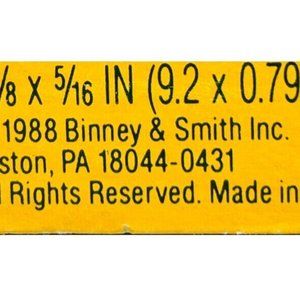 /8 X 5/16 IN (9.2 x 0.79
1988 Binney & Smith Inc.
ston, PA 18044-0431
l Rights Reserved. Made in